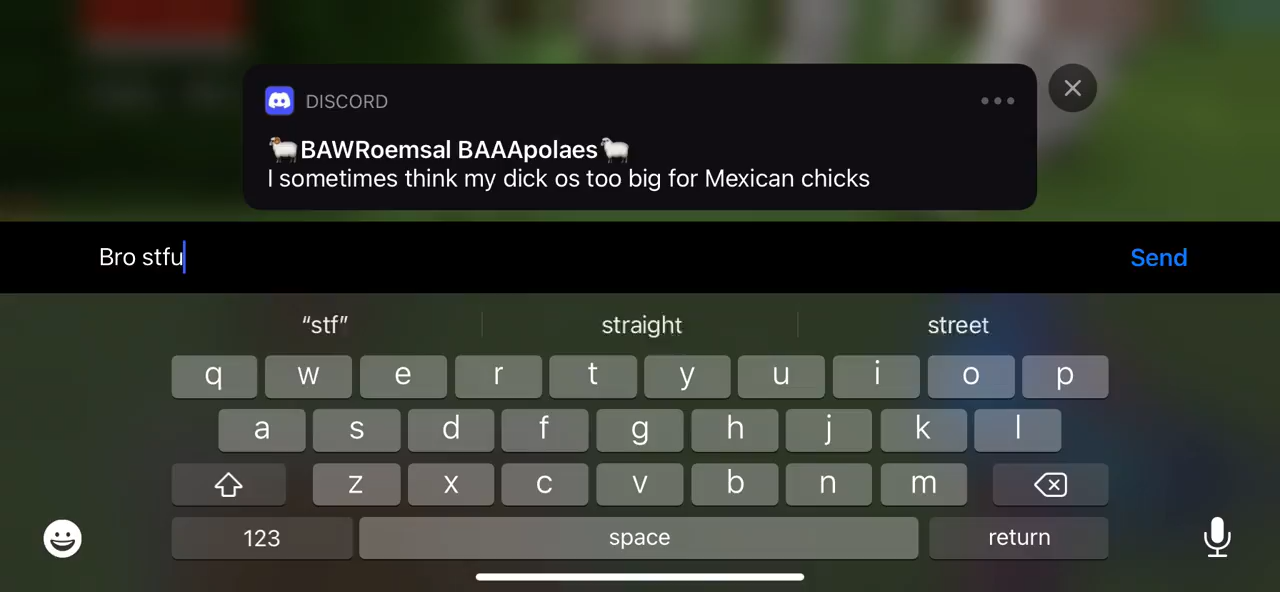 DISCORD
🐏BAWRoemsal BAAApolaes🐑
I sometimes think my dick os too big for Mexican chicks
Bro stfu
Send
“stf” straight street
q w e r t y u i o p
a s d f g h j k l
z x c v b n m
123 space return